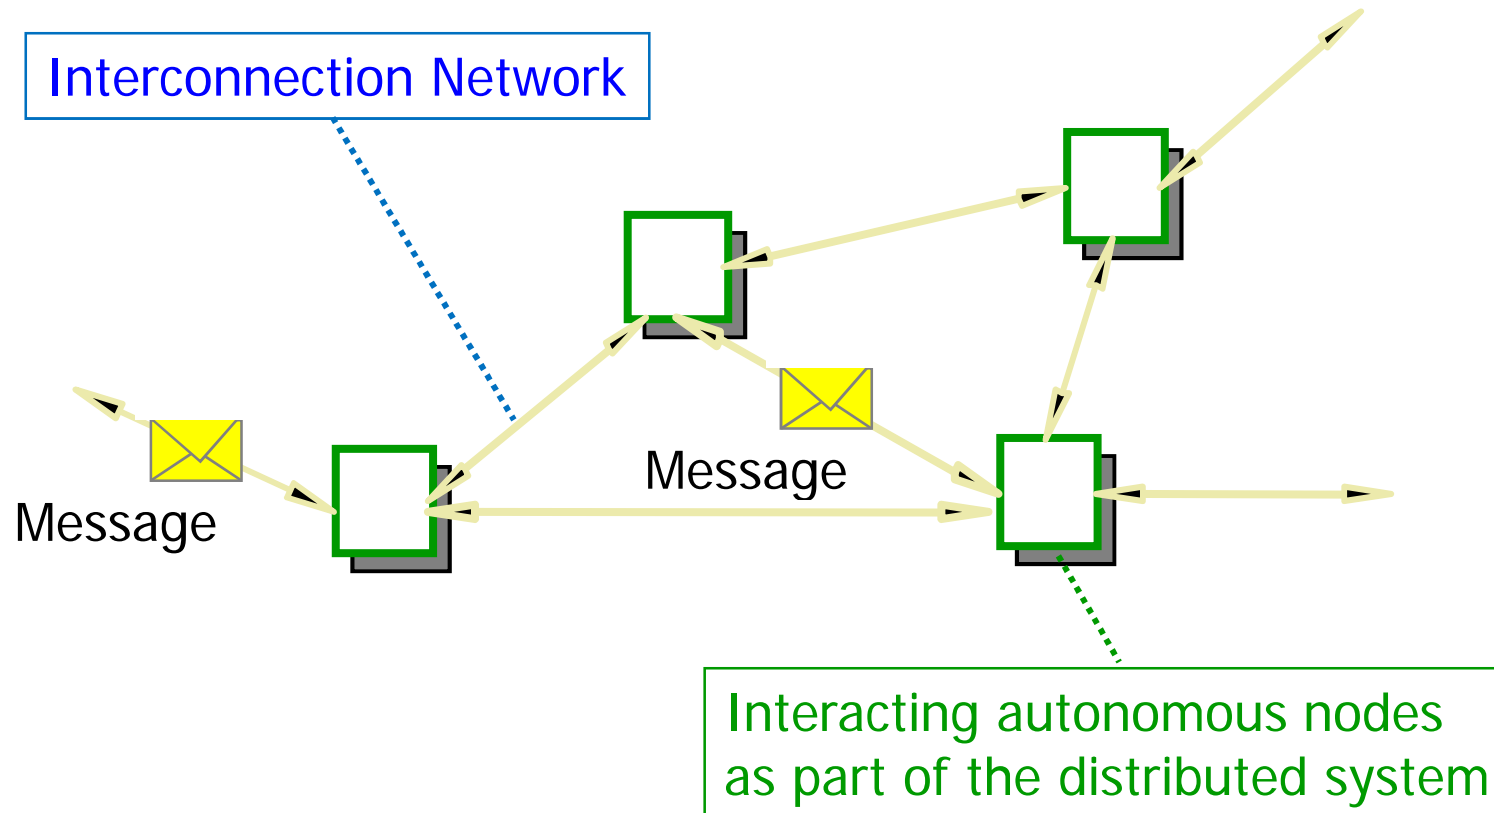 Interconnection Network
Message
Message
Interacting autonomous nodes
as part of the distributed system